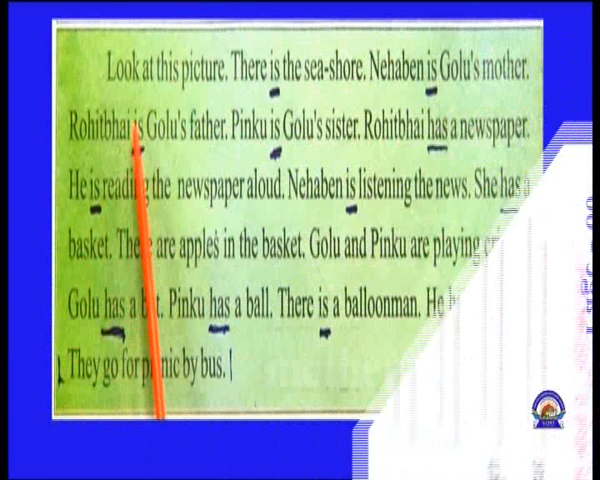 Look at this picture. There is the sea-shore. Nehaben is Golu's mother.
Rohitbhai is Golu's father. Pinku is Golu's sister. Rohitbhai has a newspaper.
He is reading the newspaper aloud. Nehaben is listening the news. She has a
basket. There are apples in the basket. Golu and Pinku are playing
Golu has a bat. Pinku has a ball. There is a balloonman. He
They go for picnic by bus.